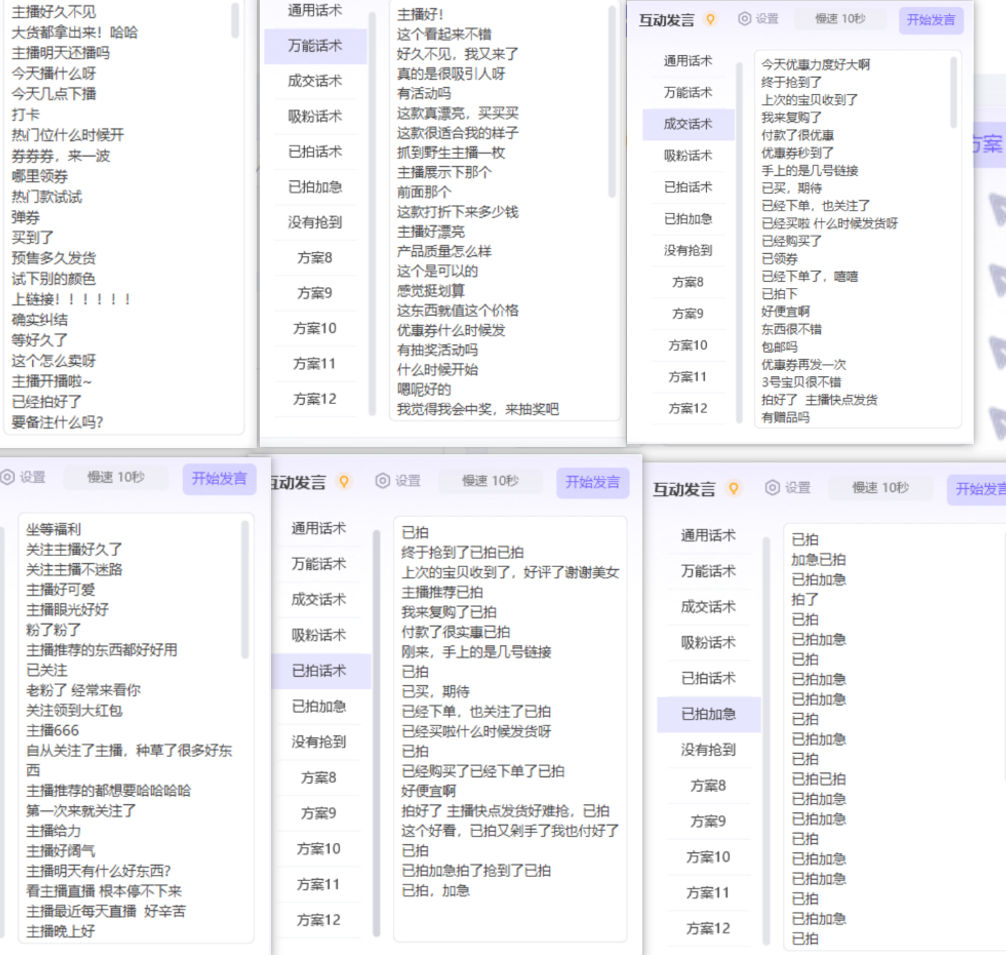 主播好久不见
大货都拿出来！哈哈
主播明天还播吗
今天播什么呀
今天几点下播
打卡
热门位什么时候开
券券券，来一波
哪里领券
热门款试试
弹券
买到了
预售多久发货
试下别的颜色
上链接！！！！！！
确实纠结
等好久了
这个怎么卖呀
主播开播啦~
已经拍好了
要备注什么吗?
通用话术
万能话术
成交话术
吸粉话术
已拍话术
已拍加急
没有抢到
方案8
方案9
方案10
方案11
方案12
主播好！
这个看起来不错
好久不见，我又来了
真的是很吸引人呀
有活动吗
这款真漂亮，买买买
这款很适合我的样子
抓到野生主播一枚
主播展示下那个
前面那个
这款打折下来多少钱
主播好漂亮
产品质量怎么样
这个是可以的
感觉挺划算
这东西就值这个价格
优惠券什么时候发
有抽奖活动吗
什么时候开始
嗯呢好的
我觉得我会中奖，来抽奖吧
互动发言 设置 慢速 10秒 开始发言
通用话术
万能话术
成交话术
吸粉话术
已拍话术
已拍加急
没有抢到
方案8
方案9
方案10
方案11
方案12
今天优惠力度好大啊
终于抢到了
上次的宝贝收到了
我来复购了
付款了很优惠
优惠券秒到了
手上的是几号链接
已买，期待
已经下单，也关注了
已经买啦 什么时候发货呀
已经购买了
已领券
已经下单了，嘻嘻
已拍下
好便宜啊
东西很不错
包邮吗
优惠券再发一次
3号宝贝很不错
拍好了 主播快点发货
有赠品吗
方案
设置 慢速 10秒 开始发言
坐等福利
关注主播好久了
关注主播不迷路
主播好可爱
主播眼光好好
粉了粉了
主播推荐的东西都好好用
已关注
老粉了 经常来看你
关注领到大红包
主播666
自从关注了主播，种草了很多好东
西
主播推荐的都想要哈哈哈哈
第一次来就关注了
主播给力
主播好阔气
主播明天有什么好东西?
看主播直播 根本停不下来
主播最近每天直播 好辛苦
主播晚上好
互动发言 设置 慢速 10秒 开始发言
通用话术
万能话术
成交话术
吸粉话术
已拍话术
已拍加急
没有抢到
方案8
方案9
方案10
方案11
方案12
已拍
终于抢到了已拍已拍
上次的宝贝收到了，好评了谢谢美女
主播推荐已拍
我来复购了已拍
付款了很实惠已拍
刚来，手上的是几号链接
已拍
已买，期待
已经下单，也关注了已拍
已经买啦什么时候发货呀
已拍
已经购买了已经下单了已拍
好便宜啊
拍好了 主播快点发货好难抢，已拍
这个好看，已拍又剁手了我也付好了
已拍
已拍加急拍了抢到了已拍
已拍，加急
互动发言 设置 慢速 10秒 开始发言
通用话术
万能话术
成交话术
吸粉话术
已拍话术
已拍加急
没有抢到
方案8
方案9
方案10
方案11
方案12
已拍
加急已拍
已拍加急
拍了
已拍
已拍加急
已拍
已拍加急
已拍加急
已拍
已拍加急
已拍
已拍已拍
已拍加急
已拍加急
已拍
已拍加急
已拍加急
已拍
已拍加急
已拍